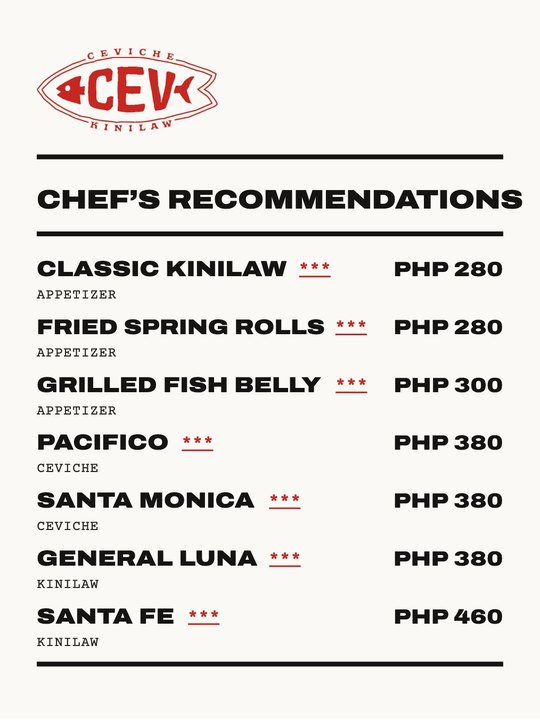 CEVICHE
CEV
KINILAW
CHEF’S RECOMMENDATIONS
CLASSIC KINILAW *** PHP 280
APPETIZER
FRIED SPRING ROLLS *** PHP 280
APPETIZER
GRILLED FISH BELLY *** PHP 300
APPETIZER
PACIFICO *** PHP 380
CEVICHE
SANTA MONICA *** PHP 380
CEVICHE
GENERAL LUNA *** PHP 380
KINILAW
SANTA FE *** PHP 460
KINILAW